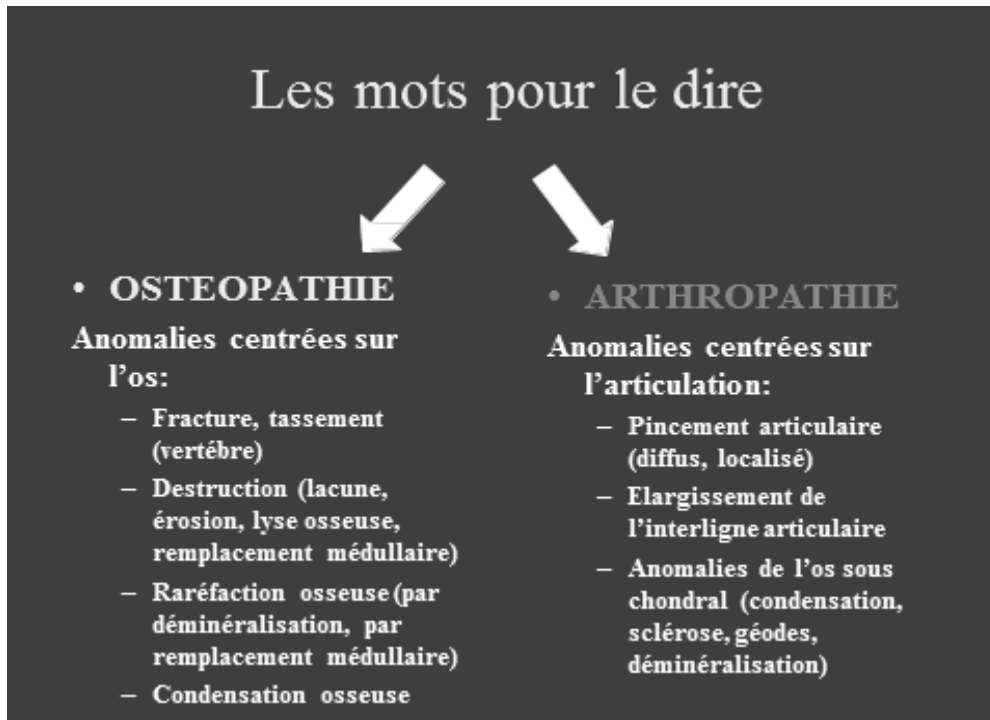 Les mots pour le dire
• OSTEOPATHIE
Anomalies centrées sur
l'os:
– Fracture, tassement
(vertébre)
– Destruction (lacune,
érosion, lyse osseuse,
remplacement médullaire)
– Raréfaction osseuse (par
déminéralisation, par
remplacement médullaire)
– Condensation osseuse
• ARTHROPATHIE
Anomalies centrées sur
l'articulation:
– Pincement articulaire
(diffus, localisé)
– Elargissement de
l'interligne articulaire
– Anomalies de l'os sous
chondral (condensation,
sclérose, géodes,
déminéralisation)